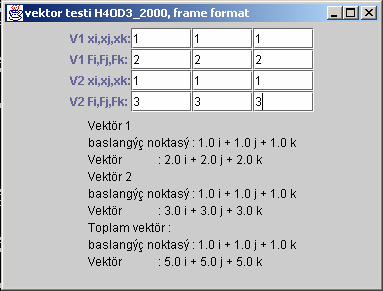 vektor testi H4OD3_2000, frame format
V1 xi,xj,xk: 1 1 1
V1 Fi,Fj,Fk: 2 2 2
V2 xi,xj,xk: 1 1 1
V2 Fi,Fj,Fk: 3 3 3
Vektör 1
baslangýç noktasý : 1.0 i + 1.0 j + 1.0 k
Vektör : 2.0 i + 2.0 j + 2.0 k
Vektör 2
baslangýç noktasý : 1.0 i + 1.0 j + 1.0 k
Vektör : 3.0 i + 3.0 j + 3.0 k
Toplam vektör :
baslangýç noktasý : 1.0 i + 1.0 j + 1.0 k
Vektör : 5.0 i + 5.0 j + 5.0 k